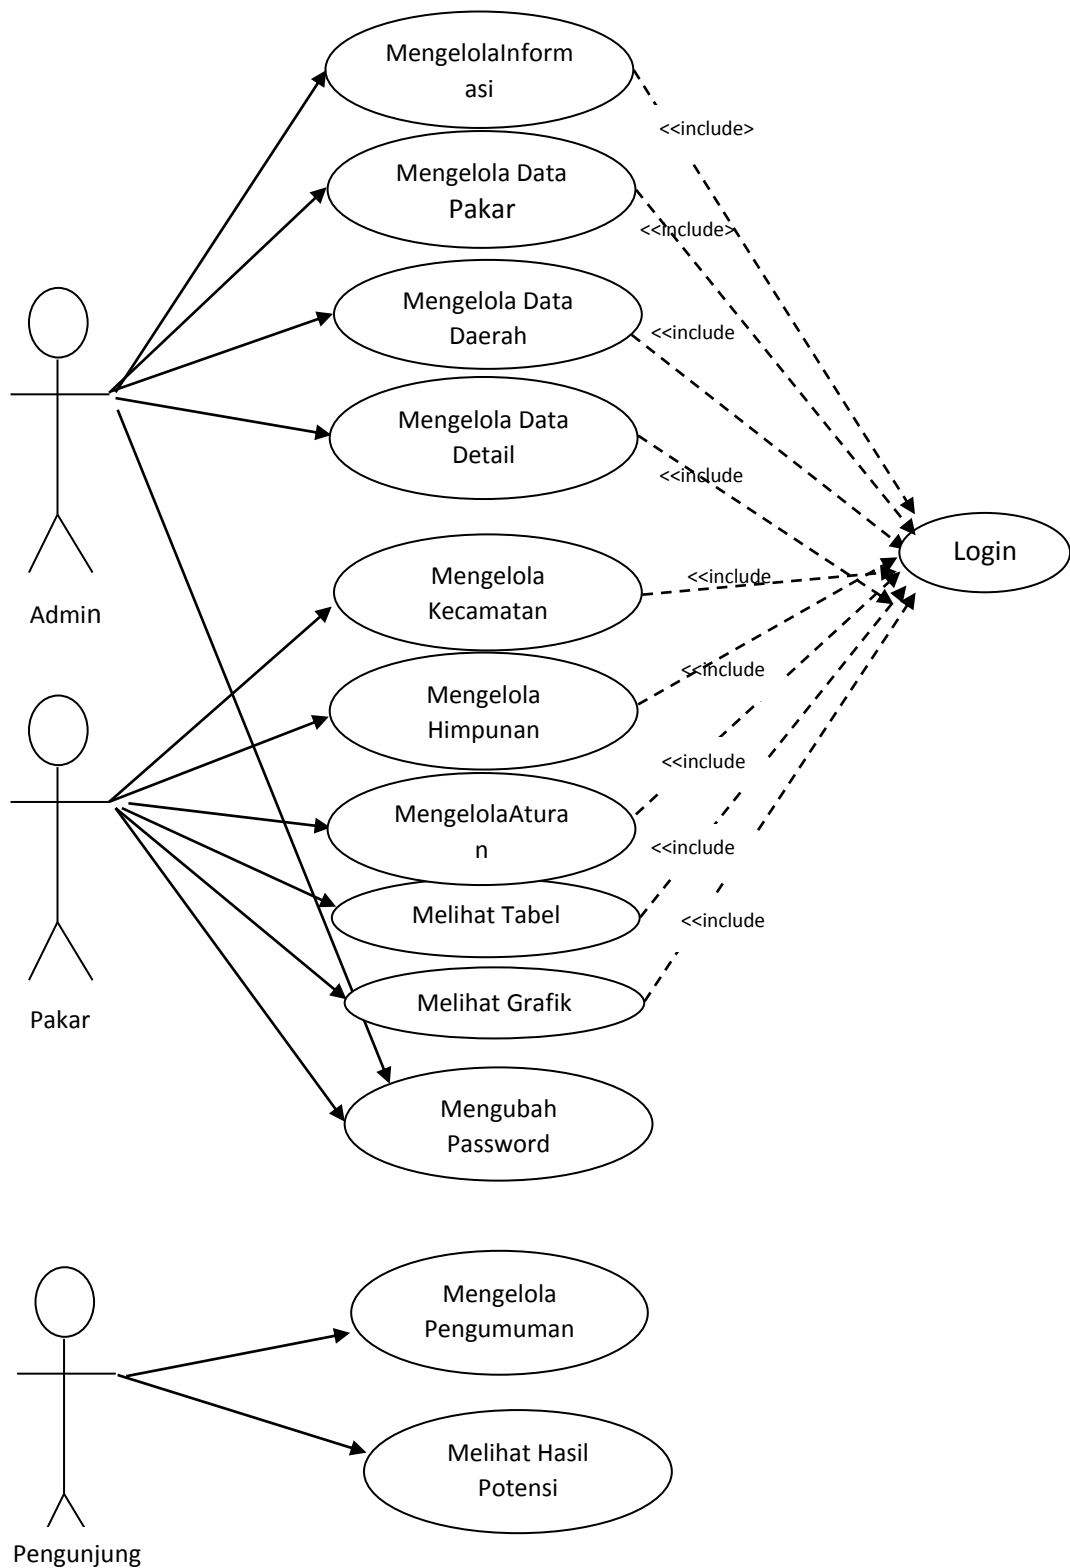 MengelolaInform
asi
<<include>
Mengelola Data
Pakar
<<include>
Mengelola Data
Daerah
<<include
Mengelola Data
Detail
<<include
Login
Admin
Mengelola
Kecamatan
<<include
Mengelola
Himpunan
<<include
Pakar
MengelolaAtura
n
<<include
Melihat Tabel
<<include
Melihat Grafik
<<include
Mengubah
Password
Mengelola
Pengumuman
Melihat Hasil
Potensi
Pengunjung